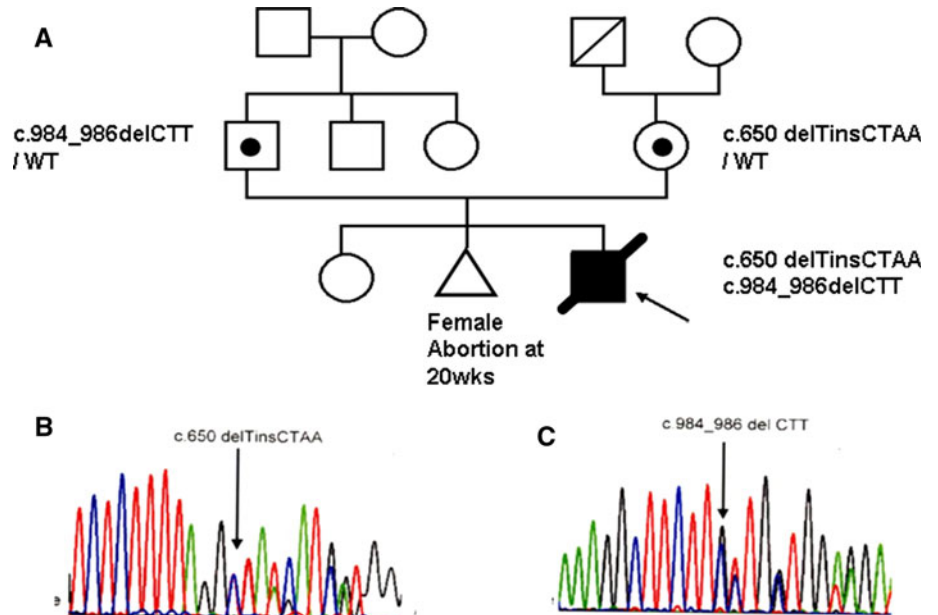 A
c.984_986delCTT
/ WT
c.650 delTinsCTAA
/ WT
c.650 delTinsCTAA
c.984_986delCTT
Female
Abortion at
20wks
B
c.650 delTinsCTAA
C
c.984_986 del CTT